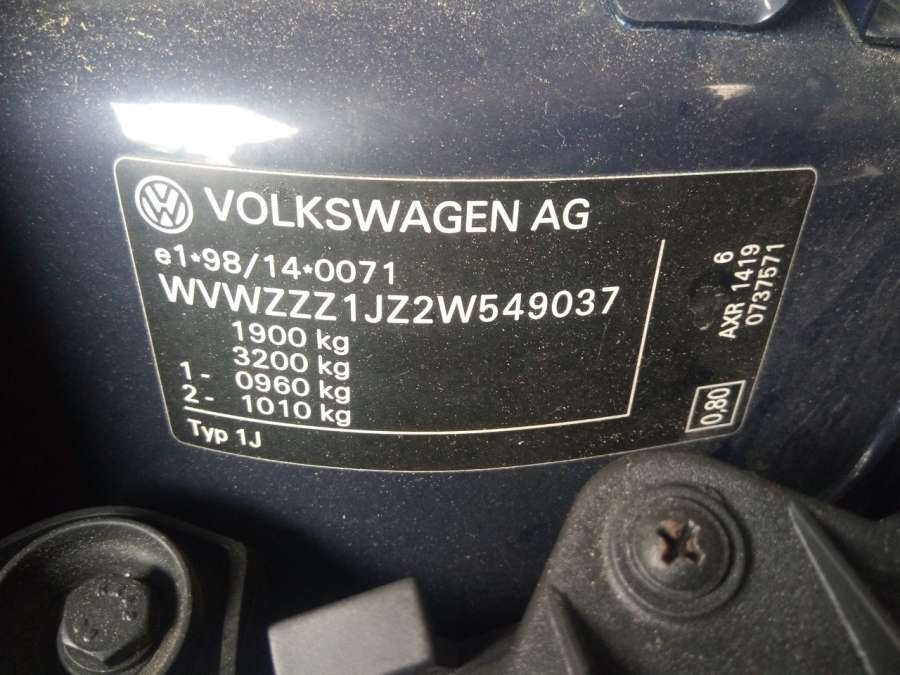 VOLKSWAGEN AG
e1*98/14*0071
WVWZZZ1JZ2W549037
1900 kg
3200 kg
1- 0960 kg
2- 1010 kg
Typ 1J
6
AXR 1419
0737571
0,80